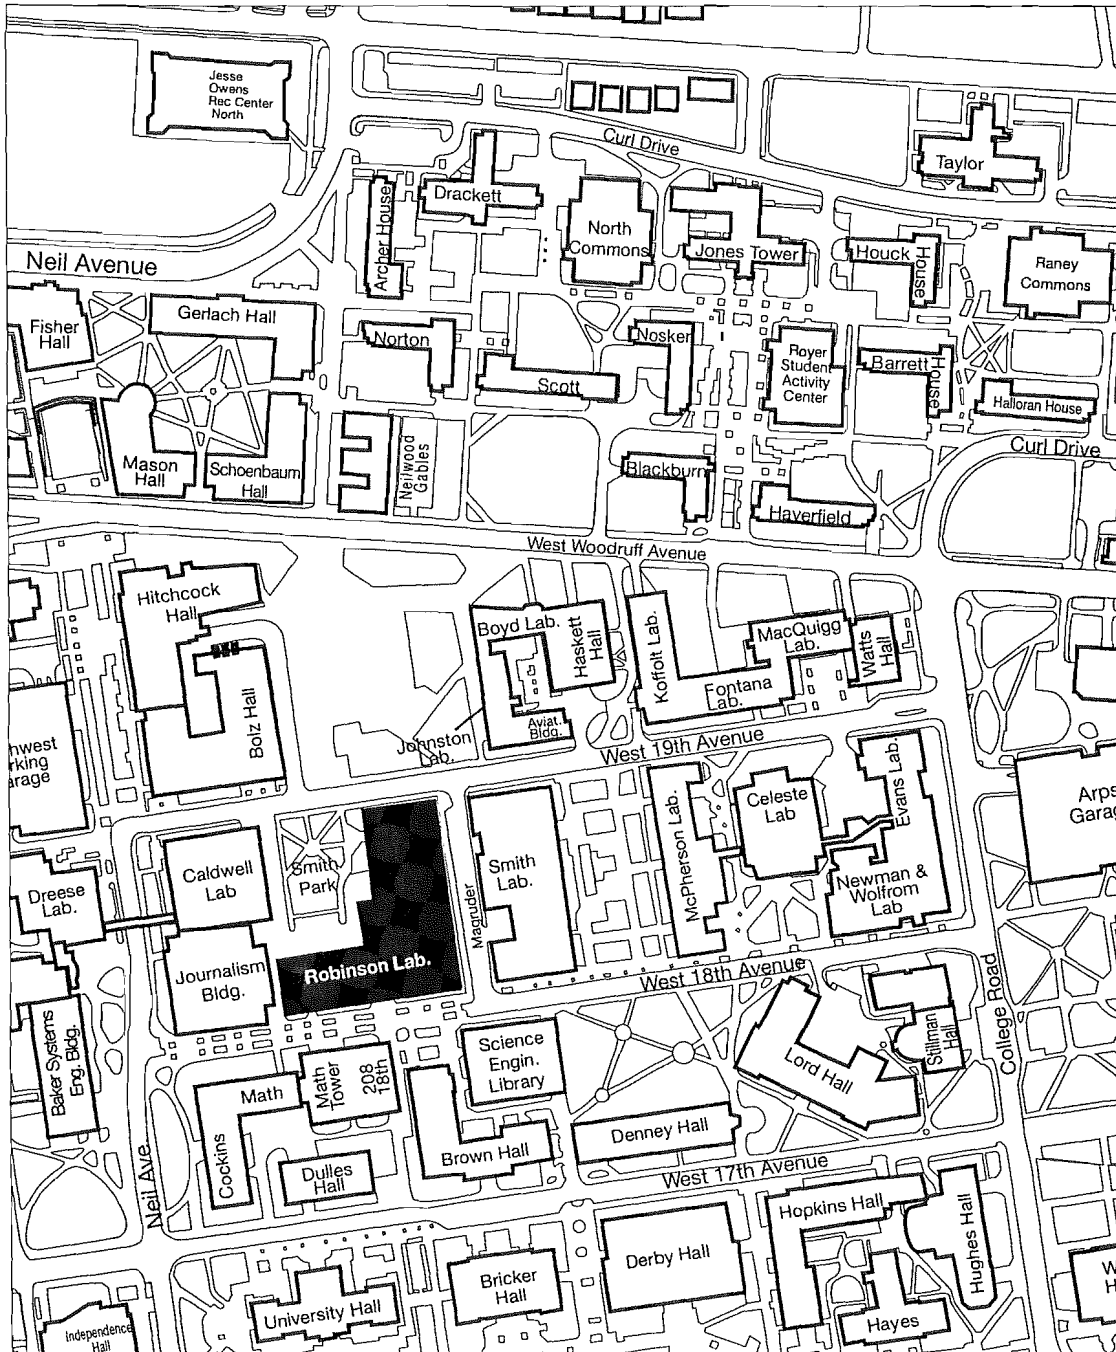 Jesse
Owens
Rec Center
North
Curl Drive
Taylor
Drackett
Archer House
North
Commons
Jones Tower
Houck
House
Raney
Commons
Neil Avenue
Fisher
Hall
Gerlach Hall
Norton
Scott
Nosker
Royer
Student
Activity
Center
Barrett
House
Halloran House
Curl Drive
Mason
Hall
Schoenbaum
Hall
Neilwood
Gables
Blackburn
Haverfield
West Woodruff Avenue
Hitchcock
Hall
Boyd Lab.
Haskett
Hall
Koffolt Lab.
MacQuigg
Lab.
Watts
Hall
Fontana
Lab.
Bolz Hall
Aviat.
Bldg.
Johnston
Lab.
West 19th Avenue
hwest
rking
arage
Celeste
Lab
Evans Lab.
McPherson Lab.
Arps
Garag
Caldwell
Lab
Smith
Park
Magruder
Smith
Lab.
Newman &
Wolfrom
Lab
Dreese
Lab.
Journalism
Bldg.
Robinson Lab.
West 18th Avenue
College Road
Baker Systems
Eng. Bldg.
Science
Engin.
Library
Lord Hall
Stillman
Hall
Math
Math
Tower
208
18th
Cockins
Dulles
Hall
Brown Hall
Denney Hall
West 17th Avenue
Neil Ave.
Hopkins Hall
Hughes Hall
Derby Hall
Bricker
Hall
University Hall
Hayes
Independence
Hall
W
H